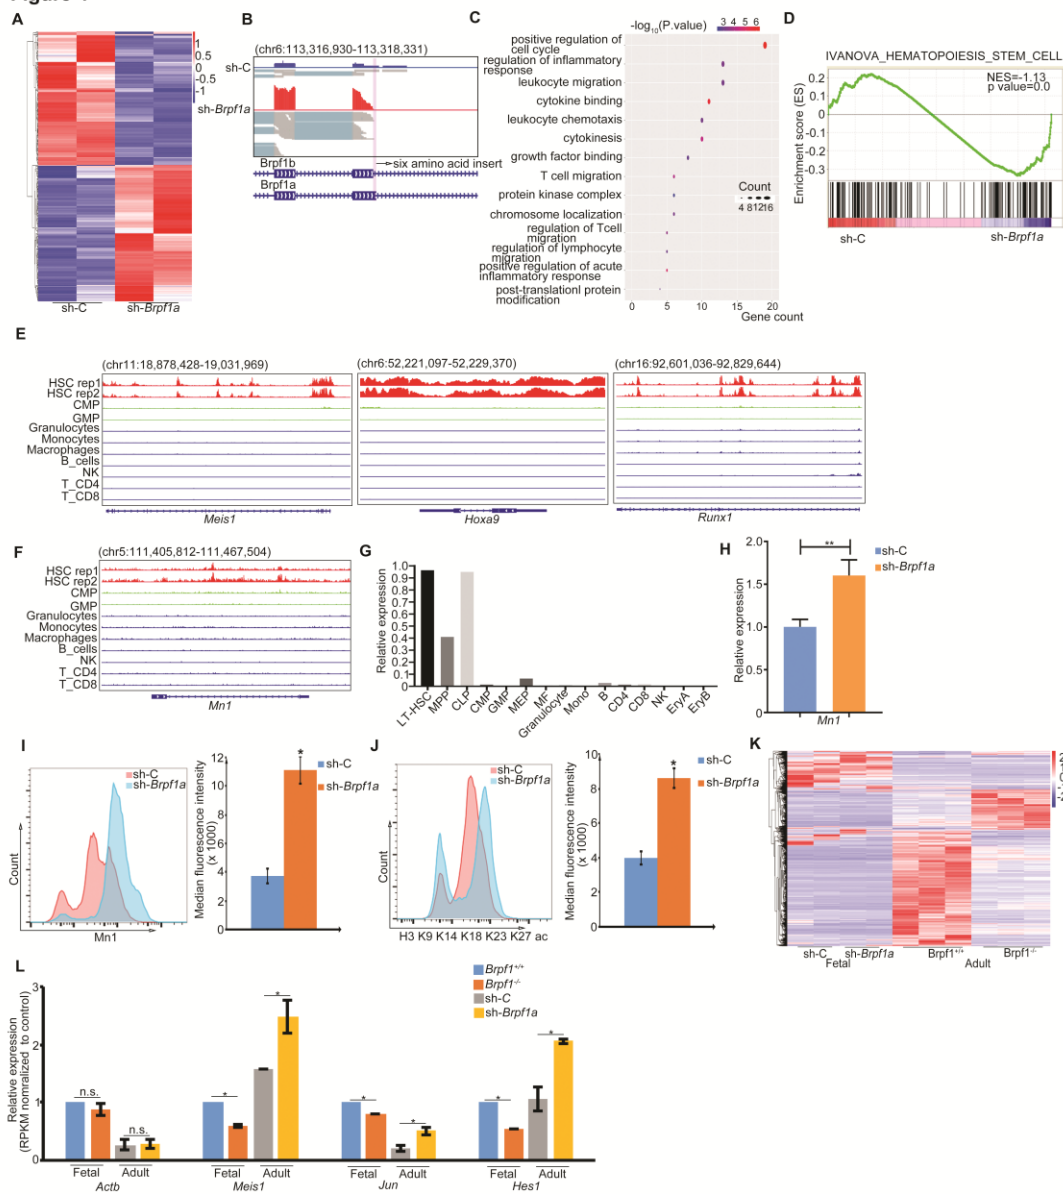 A
1
0.5
0
-0.5
-1
sh-C
sh-Brpf1a
B
(chr6:113,316,930-113,318,331)
sh-C
sh-Brpf1a
six amino acid insert
Brpf1b
Brpf1a
C
-log10(P.value)
3 4 5 6
positive regulation of
cell cycle
regulation of inflammatory
response
leukocyte migration
cytokine binding
leukocyte chemotaxis
cytokinesis
growth factor binding
T cell migration
protein kinase complex
chromosome localization
regulation of Tcell
migration
regulation of lymphocyte
migration
positive regulation of acute
inflammatory response
post-translationl protein
modification
Count
4 8 12 16
0 5 10 15 20
Gene count
D
IVANOVA_HEMATOPOIESIS_STEM_CELL
NES=-1.13
p value=0.0
Enrichment score (ES)
0.2
0.1
0
-0.1
-0.2
-0.3
sh-C
sh-Brpf1a
E
(chr11:18,878,428-19,031,969)
(chr6:52,221,097-52,229,370)
(chr16:92,601,036-92,829,644)
HSC rep1
HSC rep2
CMP
GMP
Granulocytes
Monocytes
Macrophages
B_cells
NK
T_CD4
T_CD8
Meis1
Hoxa9
Runx1
F
(chr5:111,405,812-111,467,504)
HSC rep1
HSC rep2
CMP
GMP
Granulocytes
Monocytes
Macrophages
B_cells
NK
T_CD4
T_CD8
Mn1
G
Relative expression
1.0
0.9
0.8
0.7
0.6
0.5
0.4
0.3
0.2
0.1
0
LT-HSC
MPP
CLP
CMP
GMP
MEP
MF
Granulocyte
Mono
B
CD4
CD8
NK
EryA
EryB
H
Relative expression
2.0
1.5
1.0
0.5
0.0
**
sh-C
sh-Brpf1a
Mn1
I
sh-C
sh-Brpf1a
Count
Mn1
Median fluorescence intensity
(x 1000)
12
10
8
6
4
2
0
*
sh-C
sh-Brpf1a
J
sh-C
sh-Brpf1a
Count
H3 K9 K14 K18 K23 K27 ac
Median fluorescence intensity
(x 1000)
10
8
6
4
2
0
*
sh-C
sh-Brpf1a
K
sh-C
sh-Brpf1a
Brpf1+/+
Brpf1-/-
Fetal
Adult
L
Brpf1+/+
Brpf1-/-
sh-C
sh-Brpf1a
Relative expression
(RPKM nomralized to control)
3
2
1
0
n.s.
n.s.
*
*
*
*
*
*
Fetal Adult Fetal Adult Fetal Adult Fetal Adult
Actb Meis1 Jun Hes1